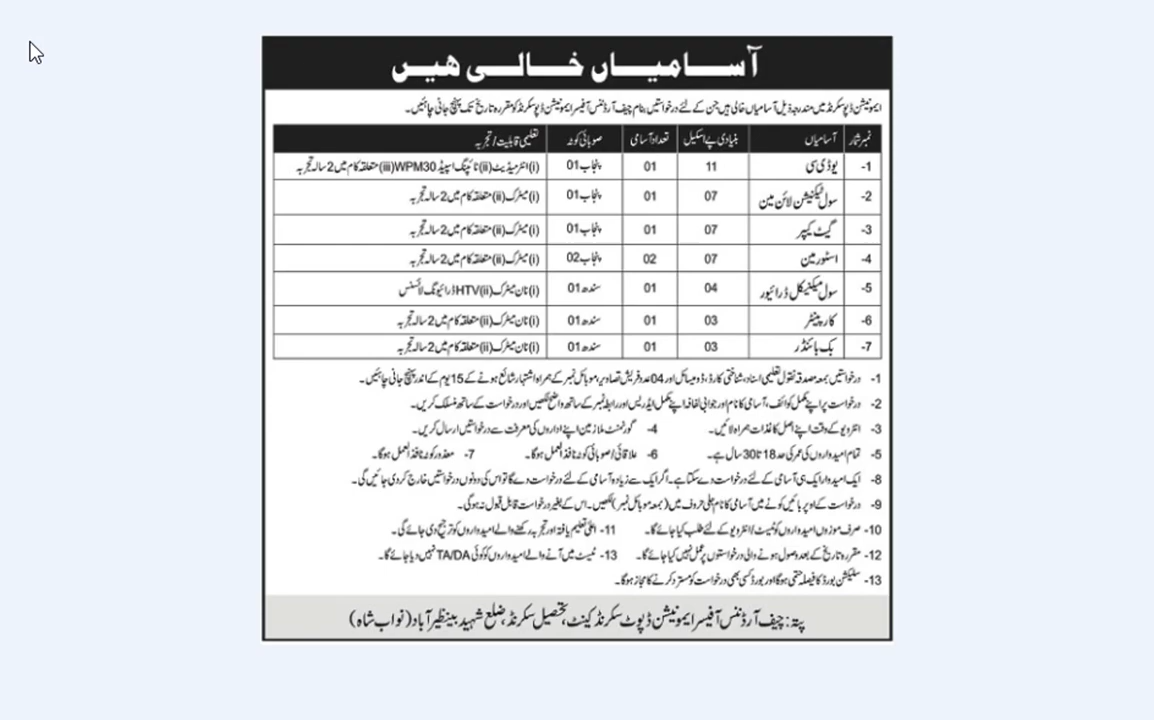 آسامیاں خالی ھیں
ایمونیشن ڈپو سکرنڈ میں مندرجہ ذیل آسامیاں خالی ہیں جن کے لئے درخواستیں بنام چیف آرڈننس آفیسر ایمونیشن ڈپو سکرنڈ کو مقررہ تاریخ تک پہنچ جانی چاہئیں۔
نمبر شمار آسامیاں بنیادی پے اسکیل تعداد آسامی صوبائی کوٹہ تعلیمی قابلیت/تجربہ
1- یو ڈی سی 11 01 پنجاب 01 (i) انٹرمیڈیٹ (ii) ٹائپنگ اسپیڈ WPM30 (iii) متعلقہ کام میں 2 سالہ تجربہ
2- سول ٹیکنیشن لائن مین 07 01 پنجاب 01 (i) میٹرک (ii) متعلقہ کام میں 2 سالہ تجربہ
3- گیٹ کیپر 07 01 پنجاب 01 (i) میٹرک (ii) متعلقہ کام میں 2 سالہ تجربہ
4- اسٹور مین 07 02 پنجاب 02 (i) میٹرک (ii) متعلقہ کام میں 2 سالہ تجربہ
5- سول میکنیکل ڈرائیور 04 01 سندھ 01 (i) نان میٹرک (ii) HTV ڈرائیونگ لائسنس
6- کارپینٹر 03 01 سندھ 01 (i) نان میٹرک (ii) متعلقہ کام میں 2 سالہ تجربہ
7- بک بائنڈر 03 01 سندھ 01 (i) نان میٹرک (ii) متعلقہ کام میں 2 سالہ تجربہ
1- درخواستیں بمعہ مصدقہ نقول تعلیمی اسناد، شناختی کارڈ، ڈومیسائل اور 04 عدد فریش تصاویر، موبائل نمبر کے ہمراہ اشتہار شائع ہونے کے 15 یوم کے اندر پہنچ جانی چاہئیں۔
2- درخواست پر اپنے مکمل کوائف، آسامی کا نام اور جوابی لفافہ اپنے مکمل ایڈریس اور رابطہ نمبر کے ساتھ واضح لکھیں اور درخواست کے ساتھ منسلک کریں۔
3- انٹرویو کے وقت اپنے اصل کاغذات ہمراہ لائیں۔ 4- گورنمنٹ ملازمین اپنے اداروں کی معرفت سے درخواستیں ارسال کریں۔
5- تمام امیدواروں کی عمر کی حد 18 تا 30 سال ہے۔ 6- علاقائی/صوبائی کوٹہ نافذ العمل ہوگا۔ 7- معذور کوٹہ نافذ العمل ہوگا۔
8- ایک امیدوار ایک ہی آسامی کے لئے درخواست دے سکتا ہے۔ اگر ایک سے زیادہ آسامی کے لئے درخواست دے گا تو اس کی دونوں درخواستیں خارج کر دی جائیں گی۔
9- درخواست کے اوپر بائیں کونے میں آسامی کا نام جلی حروف میں (بمعہ موبائل نمبر) لکھیں۔ اس کے بغیر درخواست قابل قبول نہ ہوگی۔
10- صرف موزوں امیدواروں کو ٹیسٹ/انٹرویو کے لئے طلب کیا جائے گا۔ 11- اعلیٰ تعلیم یافتہ اور تجربہ رکھنے والے امیدواروں کو ترجیح دی جائے گی۔
12- مقررہ تاریخ کے بعد وصول ہونے والی درخواستوں پر عمل نہیں کیا جائے گا۔ 13- ٹیسٹ میں آنے والے امیدواروں کو کوئی TA/DA نہیں دیا جائے گا۔
13- سلیکشن بورڈ کا فیصلہ حتمی ہوگا اور بورڈ کسی بھی درخواست کو مسترد کرنے کا مجاز ہوگا۔
پتہ: چیف آرڈننس آفیسر ایمونیشن ڈپوٹ سکرنڈ کینٹ، تحصیل سکرنڈ، ضلع شہید بینظیر آباد (نواب شاہ)